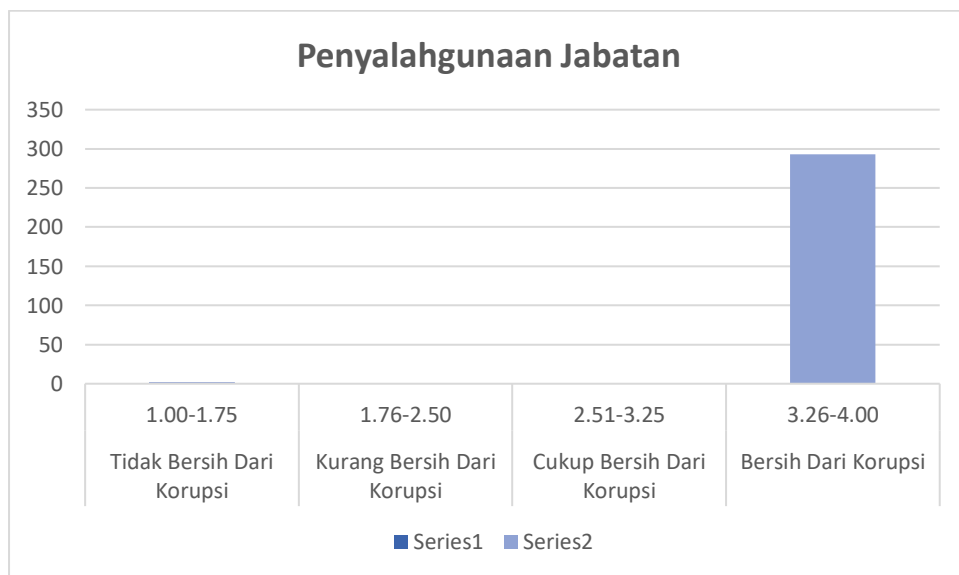 Penyalahgunaan Jabatan
350
300
250
200
150
100
50
0
1.00-1.75 1.76-2.50 2.51-3.25 3.26-4.00
Tidak Bersih Dari Kurang Bersih Dari Cukup Bersih Dari Bersih Dari Korupsi
Korupsi Korupsi Korupsi
Series1 Series2